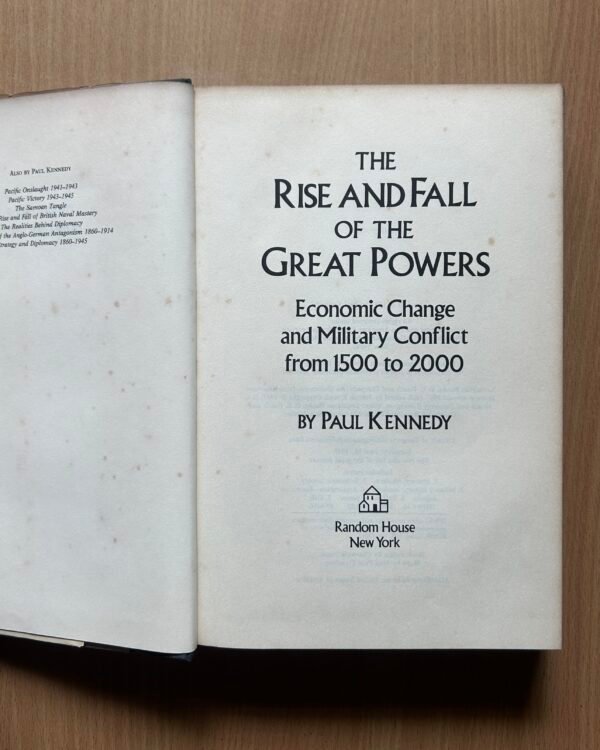 ALSO BY PAUL KENNEDY
Pacific Onslaught 1941–1943
Pacific Victory 1943–1945
The Samoan Tangle
Rise and Fall of British Naval Mastery
The Realities Behind Diplomacy
of the Anglo-German Antagonism 1860–1914
Strategy and Diplomacy 1860–1945
THE
RISE AND FALL
OF THE
GREAT POWERS
Economic Change
and Military Conflict
from 1500 to 2000
BY PAUL KENNEDY
Random House
New York